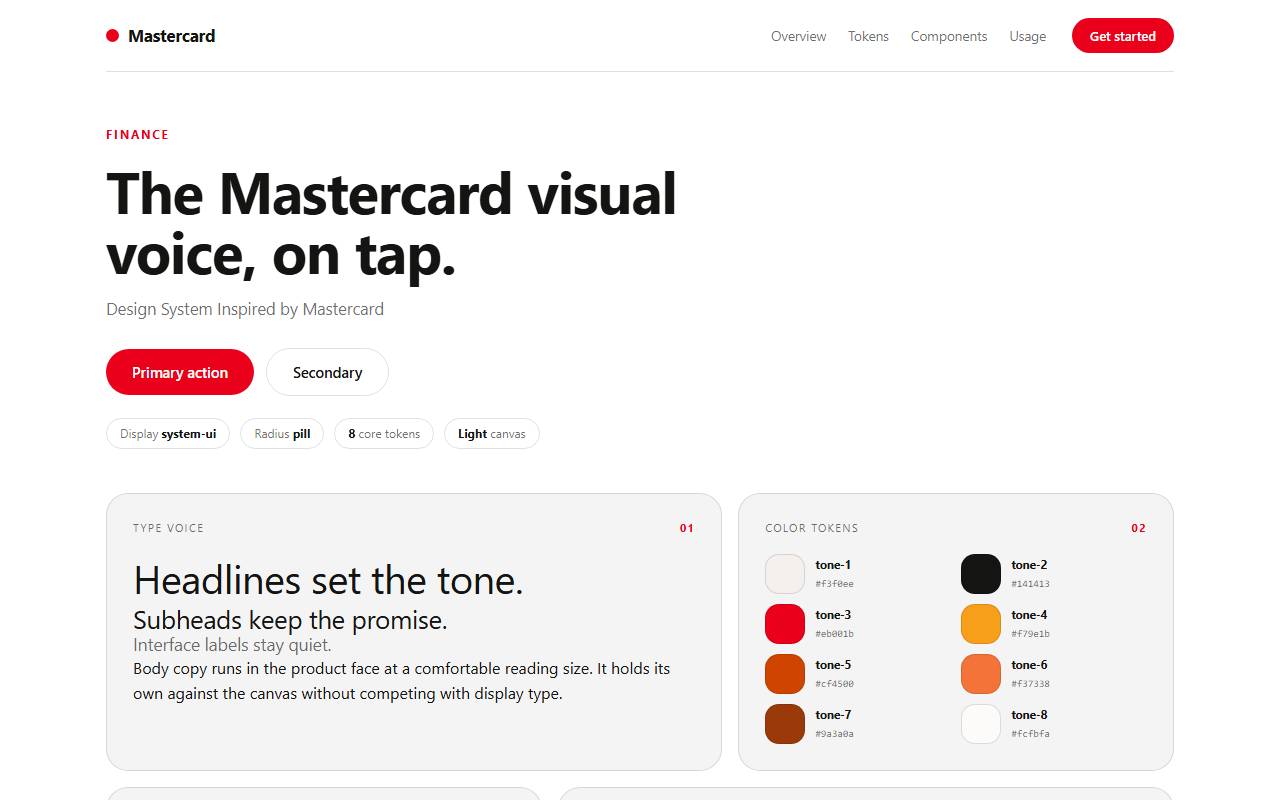 Mastercard
Overview
Tokens
Components
Usage
Get started
FINANCE
The Mastercard visual
voice, on tap.
Design System Inspired by Mastercard
Primary action
Secondary
Display system-ui
Radius pill
8 core tokens
Light canvas
TYPE VOICE
01
Headlines set the tone.
Subheads keep the promise.
Interface labels stay quiet.
Body copy runs in the product face at a comfortable reading size. It holds its
own against the canvas without competing with display type.
COLOR TOKENS
02
tone-1
#f3f0ee
tone-2
#141413
tone-3
#eb001b
tone-4
#f79e1b
tone-5
#cf4500
tone-6
#f37338
tone-7
#9a3a0a
tone-8
#fcfbfa